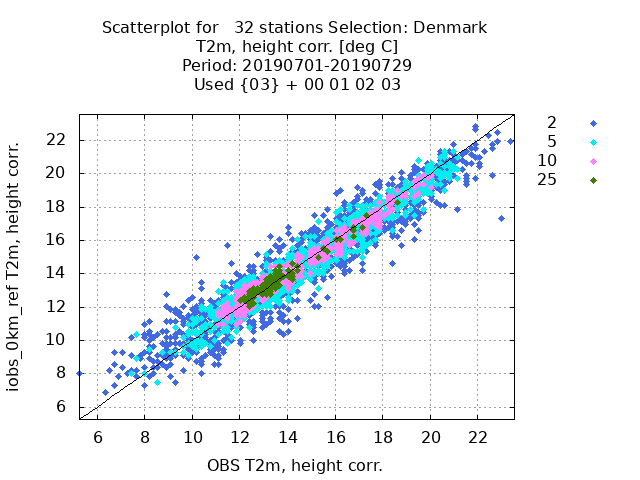 Scatterplot for   32 stations Selection: Denmark
T2m, height corr. [deg C]
Period: 20190701-20190729
Used {03} + 00 01 02 03
2
5
10
25
iobs_0km_ref T2m, height corr.
22
20
18
16
14
12
10
8
6
6 8 10 12 14 16 18 20 22
OBS T2m, height corr.